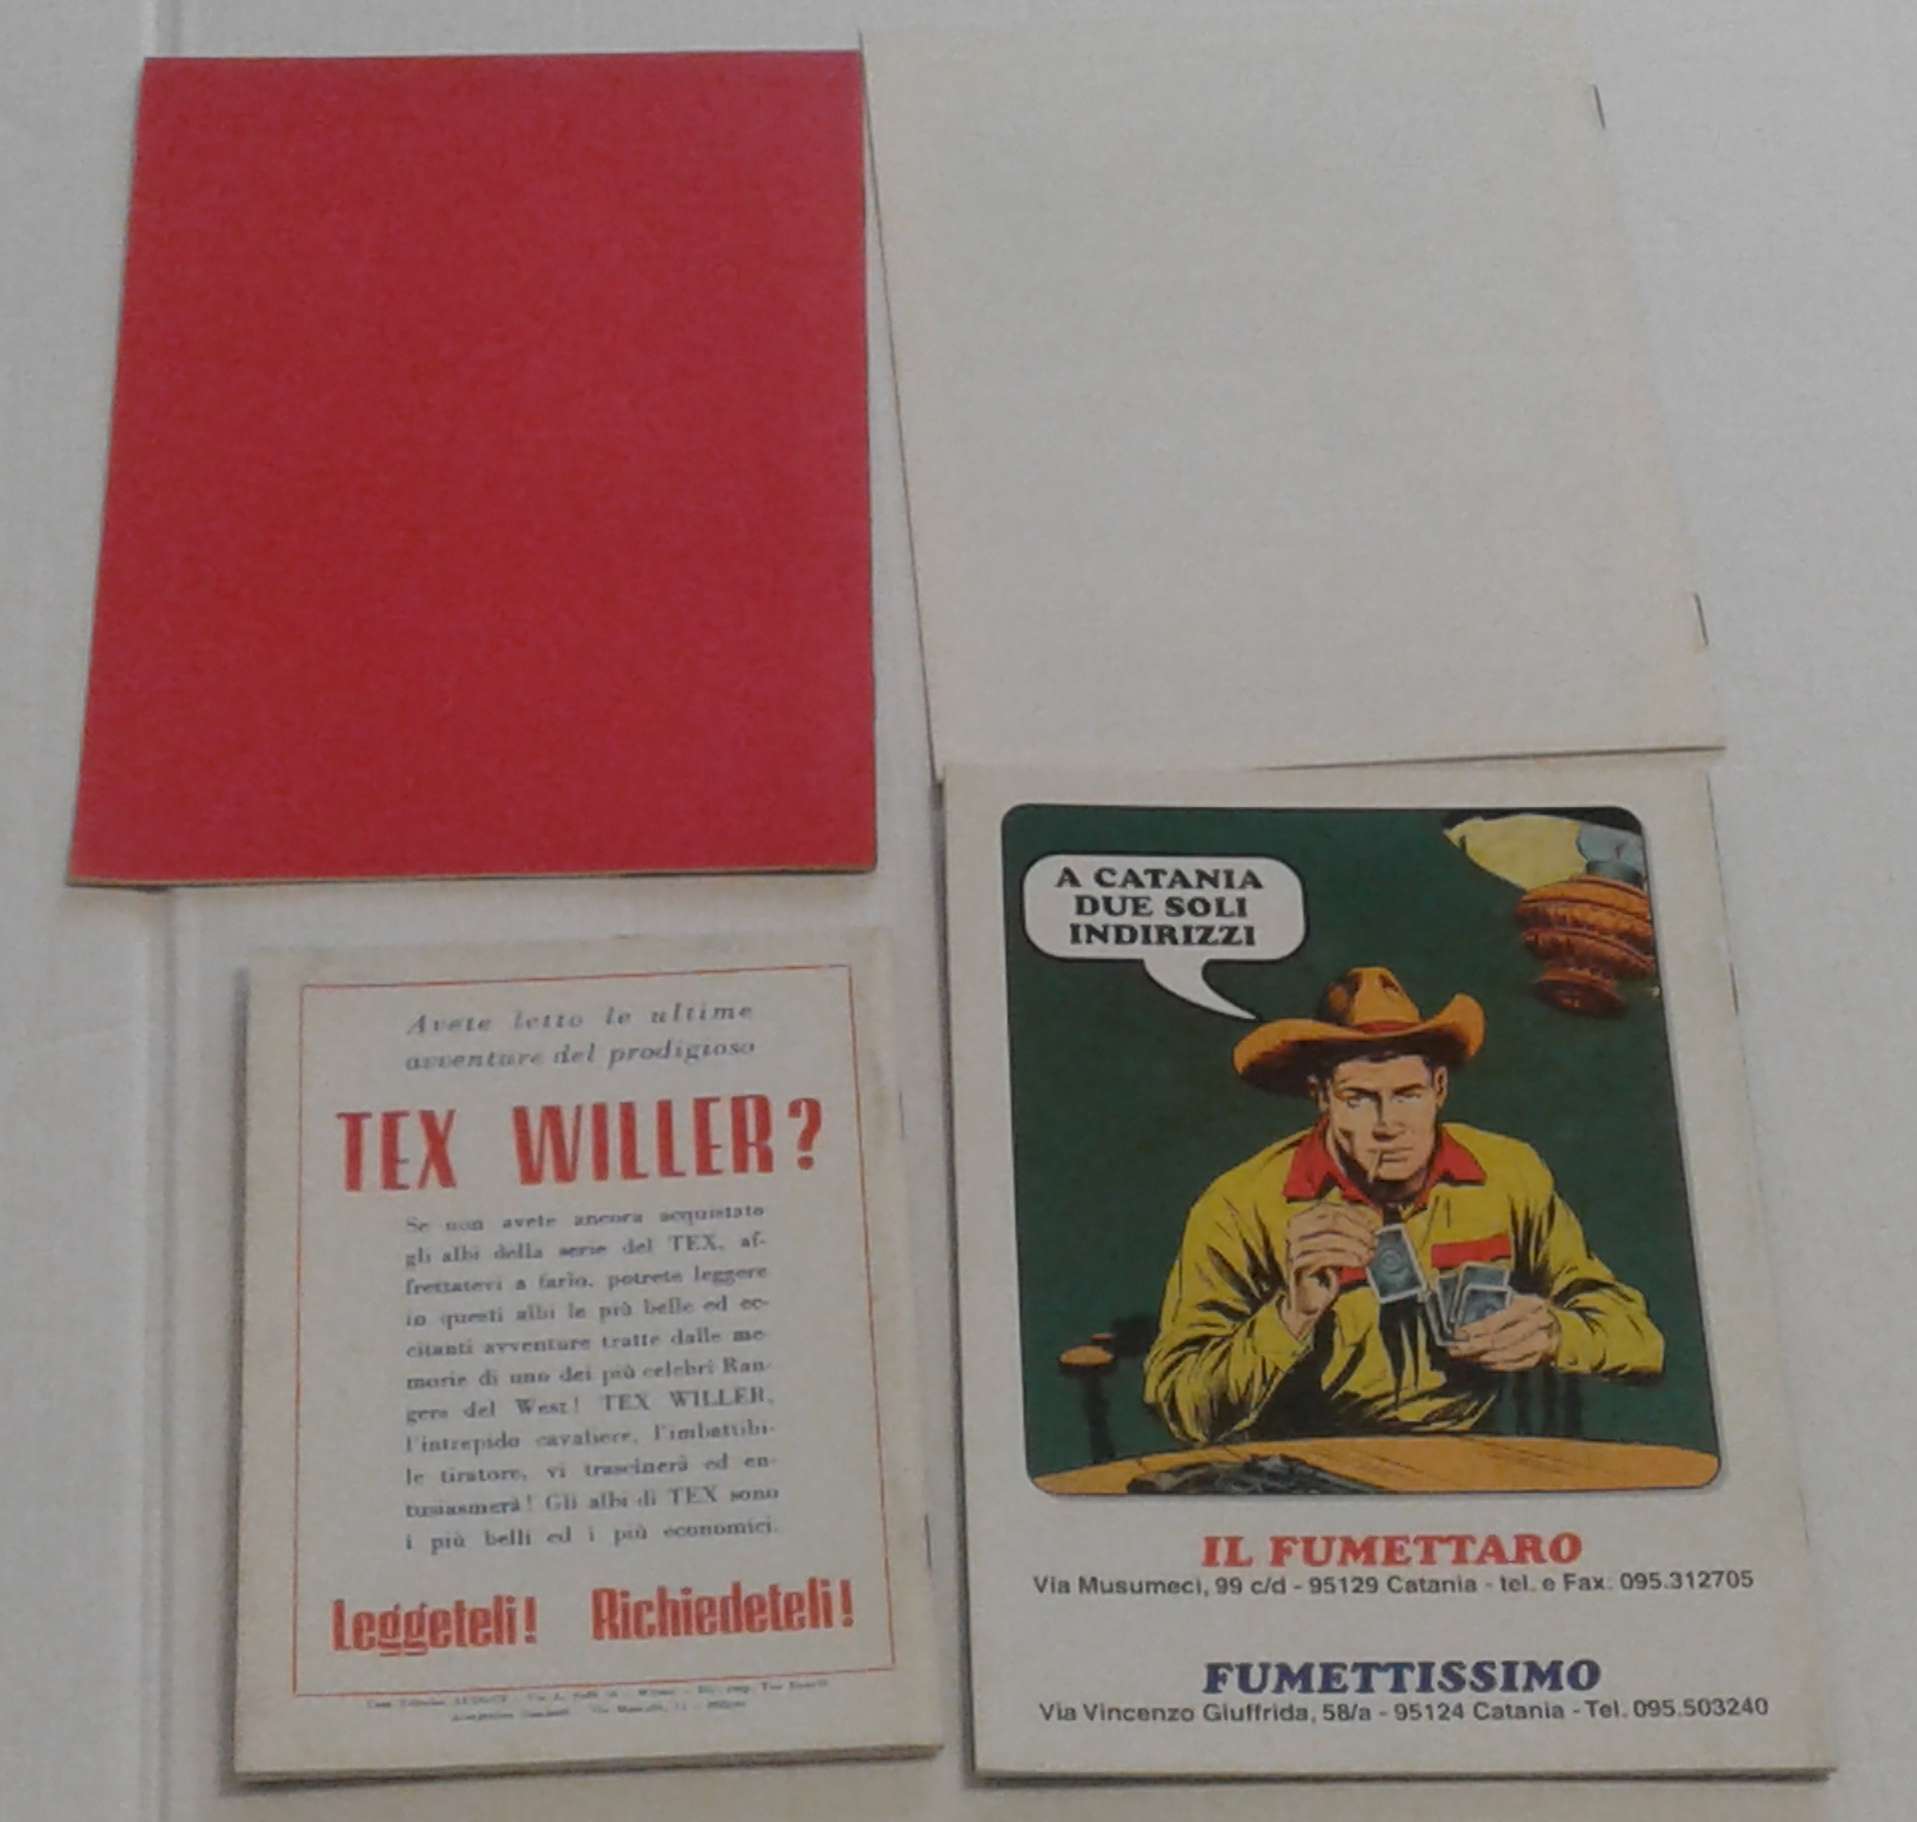 Avete letto le ultime
avventure del prodigioso
TEX WILLER?
Se non avete ancora acquistato
gli albi della serie del TEX, af-
frettatevi a farlo, potrete leggere
in questi albi le più belle ed ec-
citanti avventure tratte dalle me-
morie di uno dei più celebri Ran-
gers del West! TEX WILLER,
l'intrepido cavaliere, l'imbattibi-
le tiratore, vi trascinerà ed en-
tusiasmerà! Gli albi di TEX sono
i più belli ed i più economici.
Leggeteli! Richiedeteli!
A CATANIA
DUE SOLI
INDIRIZZI
IL FUMETTARO
Via Musumeci, 99 c/d - 95129 Catania - tel. e Fax. 095.312705
FUMETTISSIMO
Via Vincenzo Giuffrida, 58/a - 95124 Catania - Tel. 095.503240